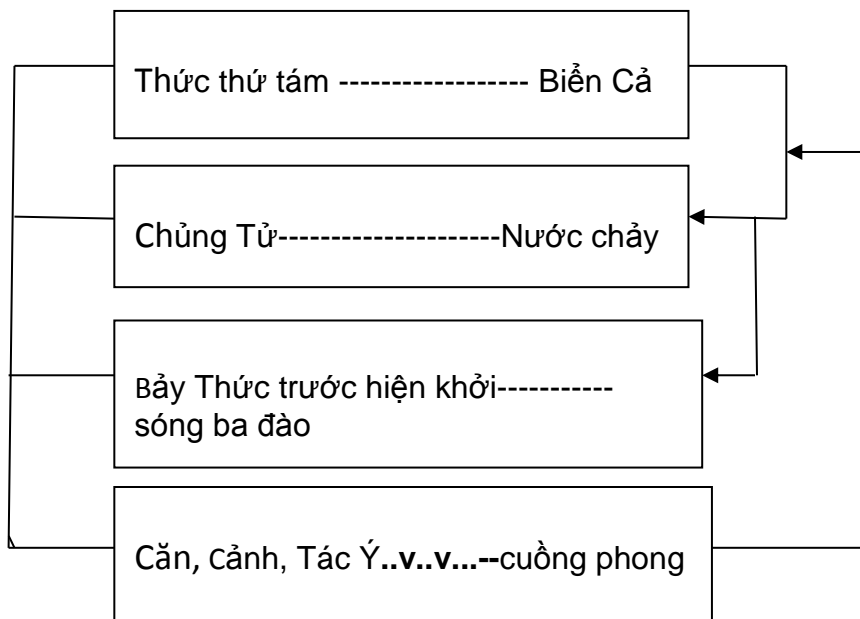 Thức thứ tám ------------------ Biển Cả
Chủng Tử---------------------Nước chảy
Bảy Thức trước hiện khởi-----------
sóng ba đào
Căn, Cảnh, Tác Ý..v..v...--cuồng phong